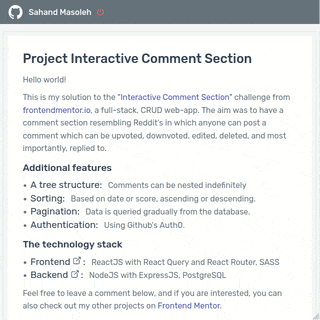 Sahand Masoleh
Project Interactive Comment Section
Hello world!
This is my solution to the "Interactive Comment Section" challenge from
frontendmentor.io, a full-stack, CRUD web-app. The aim was to have a
comment section resembling Reddit's in which anyone can post a
comment which can be upvoted, downvoted, edited, deleted, and most
importantly, replied to.
Additional features
• A tree structure: Comments can be nested indefinitely
• Sorting: Based on date or score, ascending or descending.
• Pagination: Data is queried gradually from the database.
• Authentication: Using Github's Auth0.
The technology stack
• Frontend : ReactJS with React Query and React Router. SASS
• Backend : NodeJS with ExpressJS, PostgreSQL
Feel free to leave a comment below, and if you are interested, you can
also check out my other projects on Frontend Mentor.